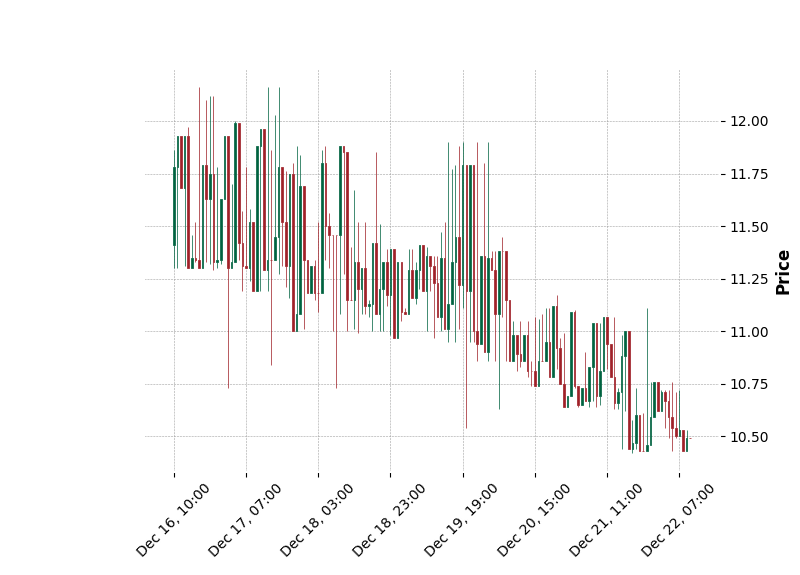 12.00
11.75
11.50
11.25
11.00
10.75
10.50
Price
Dec 16, 10:00
Dec 17, 07:00
Dec 18, 03:00
Dec 18, 23:00
Dec 19, 19:00
Dec 20, 15:00
Dec 21, 11:00
Dec 22, 07:00